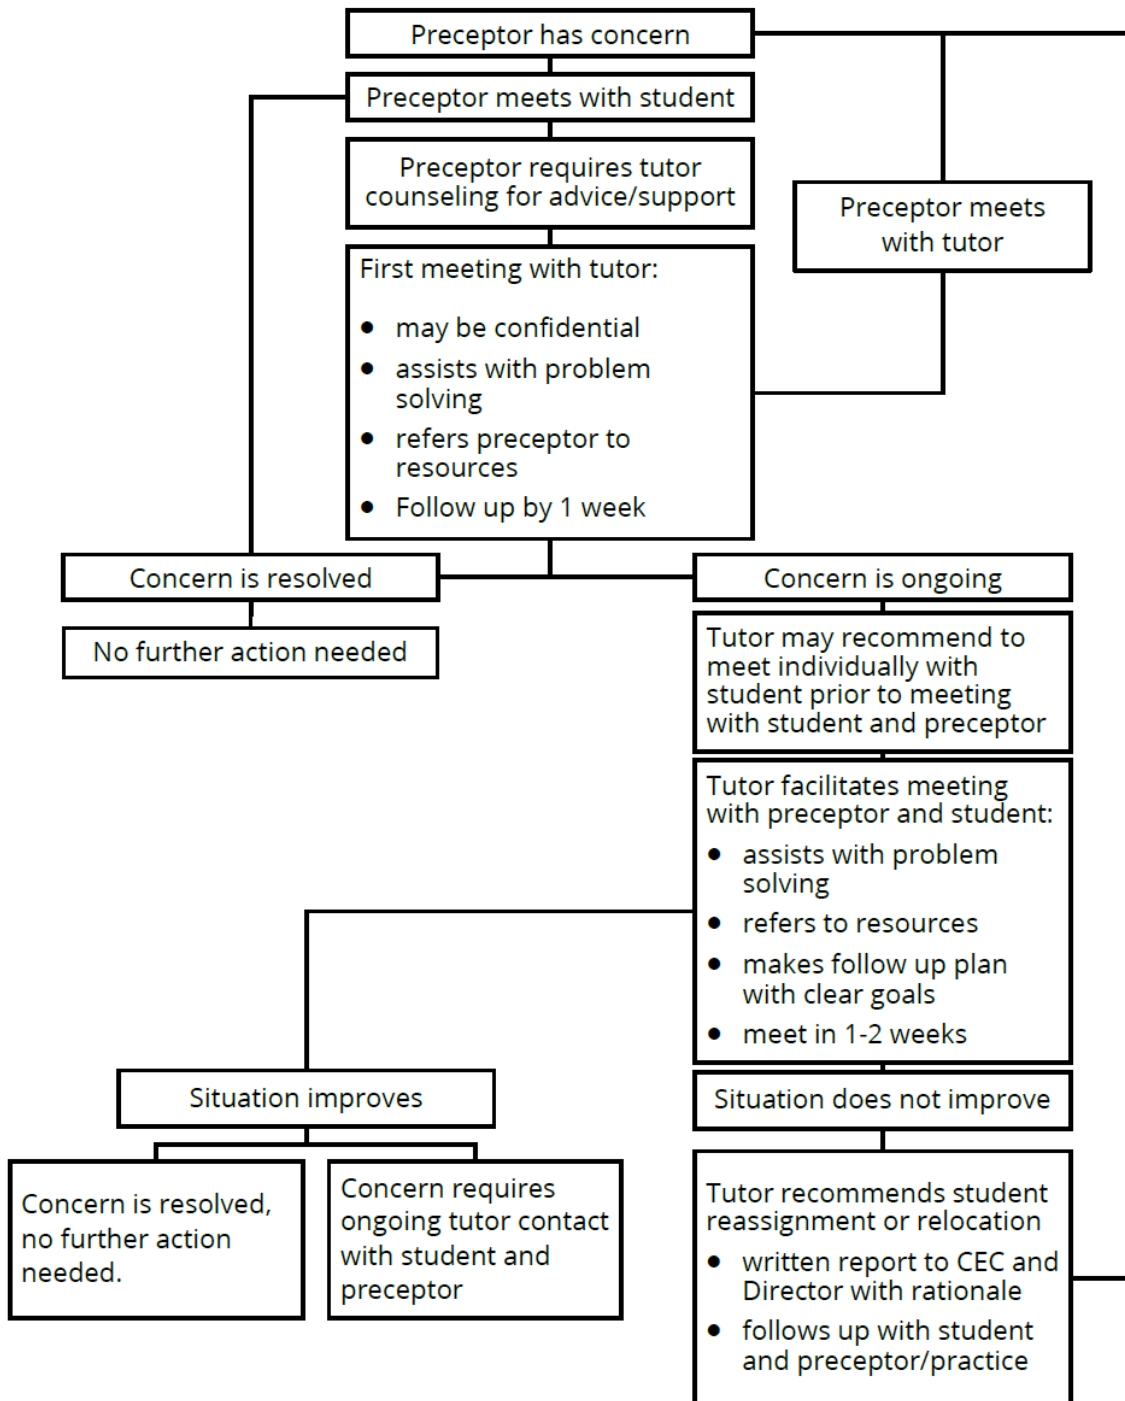 Preceptor has concern
Preceptor meets with student
Preceptor requires tutor
counseling for advice/support
Preceptor meets
with tutor
First meeting with tutor:
● may be confidential
● assists with problem
solving
● refers preceptor to
resources
● Follow up by 1 week
Concern is resolved
No further action needed
Concern is ongoing
Tutor may recommend to
meet individually with
student prior to meeting
with student and preceptor
Tutor facilitates meeting
with preceptor and student:
● assists with problem
solving
● refers to resources
● makes follow up plan
with clear goals
● meet in 1-2 weeks
Situation improves
Situation does not improve
Concern is resolved,
no further action
needed.
Concern requires
ongoing tutor contact
with student and
preceptor
Tutor recommends student
reassignment or relocation
● written report to CEC and
Director with rationale
● follows up with student
and preceptor/practice